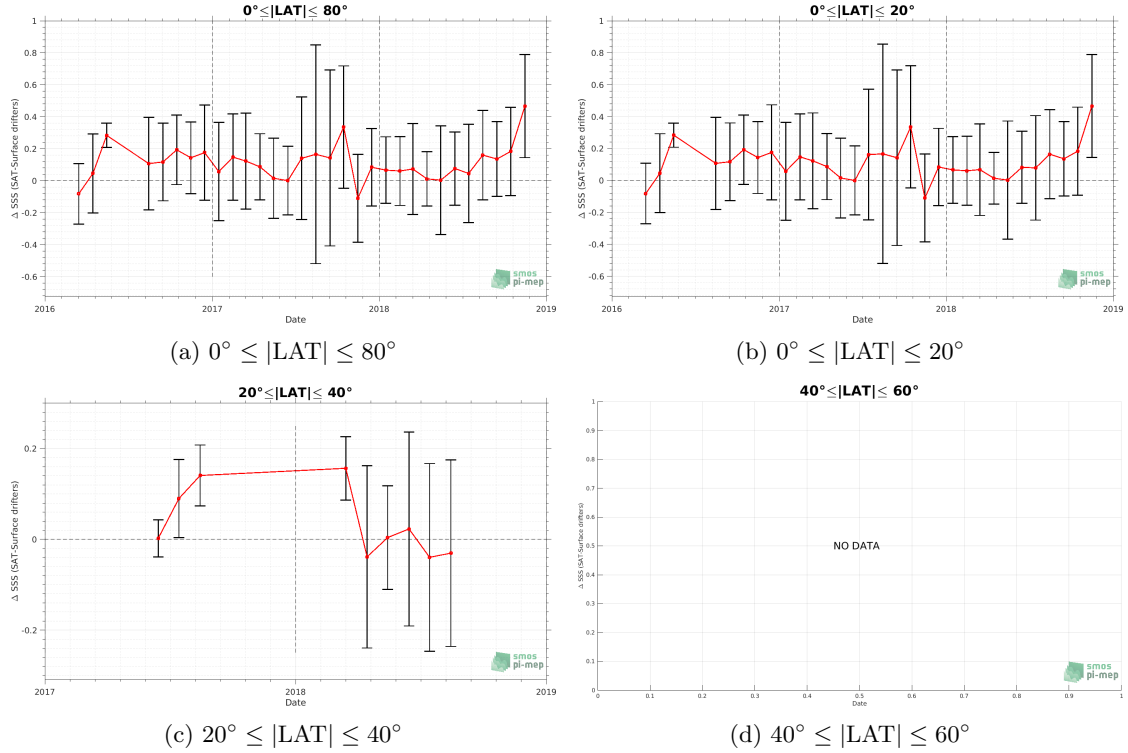 0°≤|LAT|≤ 80°
Δ SSS (SAT-Surface drifters)
1
0.8
0.6
0.4
0.2
0
-0.2
-0.4
-0.6
2016 2017 2018 2019
Date
smos
pi-mep
(a) 0° ≤ |LAT| ≤ 80°
0°≤|LAT|≤ 20°
Δ SSS (SAT-Surface drifters)
1
0.8
0.6
0.4
0.2
0
-0.2
-0.4
-0.6
2016 2017 2018 2019
Date
smos
pi-mep
(b) 0° ≤ |LAT| ≤ 20°
20°≤|LAT|≤ 40°
Δ SSS (SAT-Surface drifters)
0.2
0
-0.2
2017 2018 2019
Date
smos
pi-mep
(c) 20° ≤ |LAT| ≤ 40°
40°≤|LAT|≤ 60°
Δ SSS (SAT-Surface drifters)
1
0.9
0.8
0.7
0.6
0.5
0.4
0.3
0.2
0.1
0
NO DATA
0 0.1 0.2 0.3 0.4 0.5 0.6 0.7 0.8 0.9 1
Date
smos
pi-mep
(d) 40° ≤ |LAT| ≤ 60°